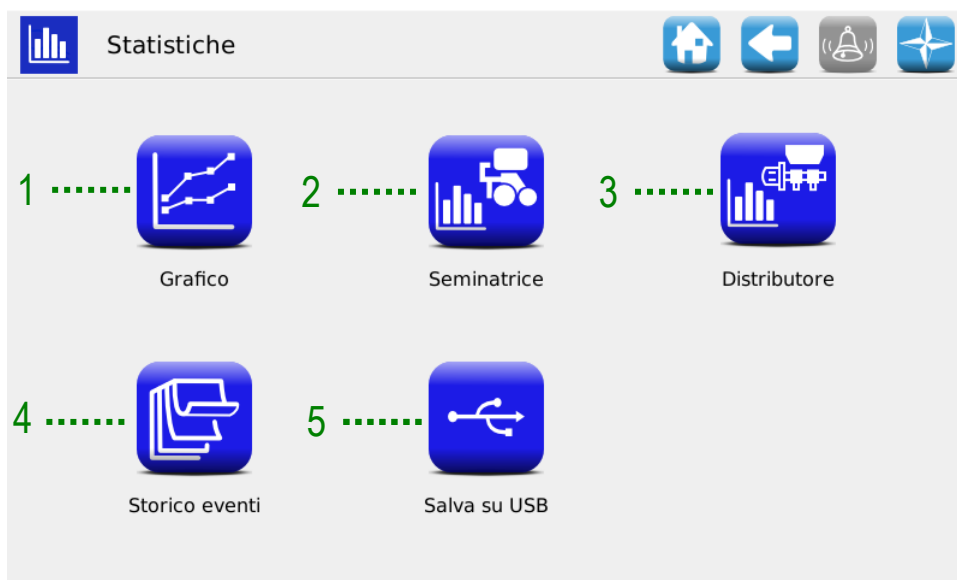 Statistiche
1
2
3
Grafico
Seminatrice
Distributore
4
5
Storico eventi
Salva su USB